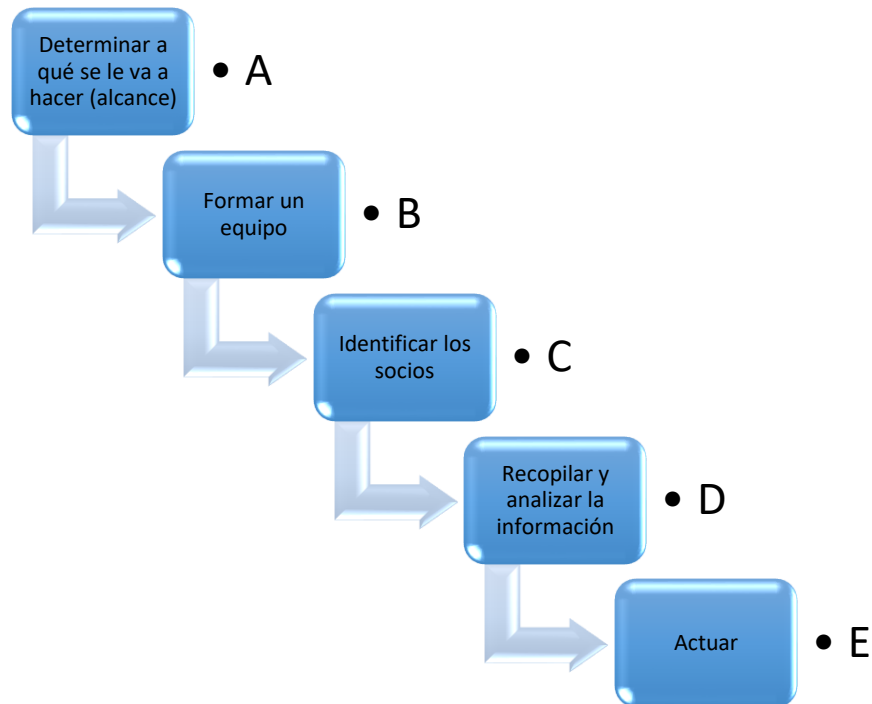 Determinar a
qué se le va a
hacer (alcance)
• A
Formar un
equipo
• B
Identificar los
socios
• C
Recopilar y
analizar la
información
• D
Actuar
• E